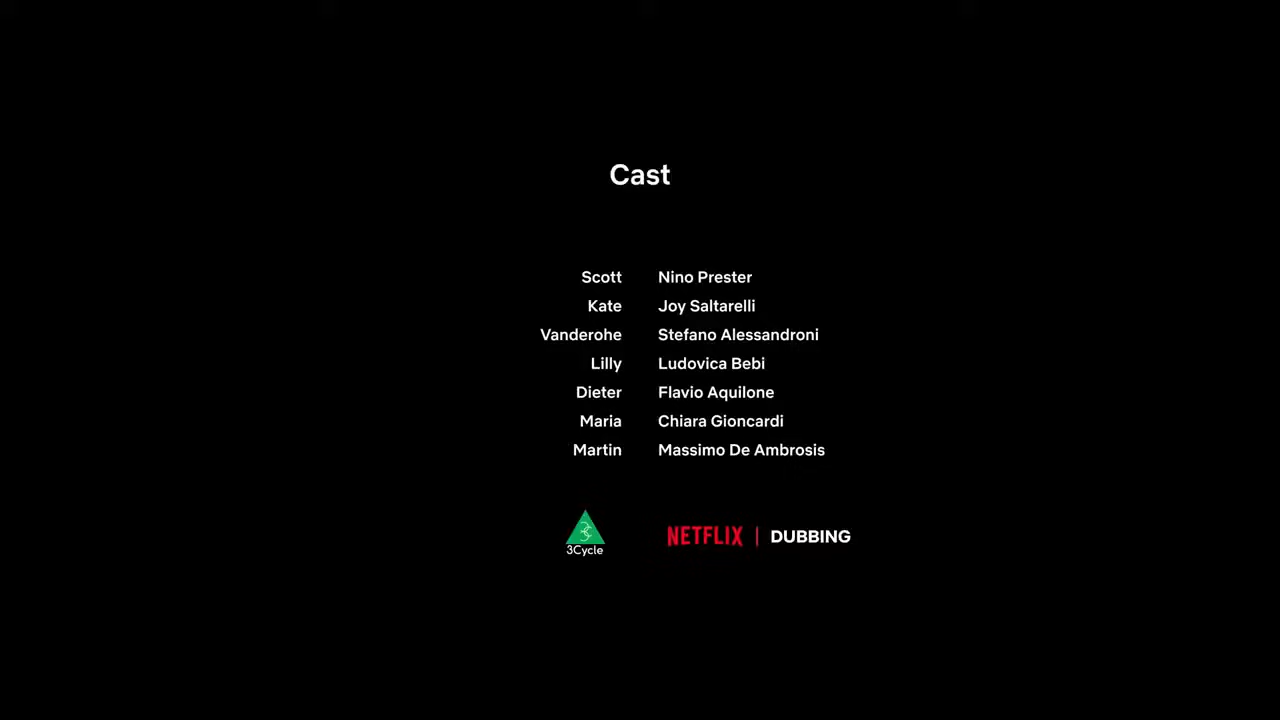 Cast
Scott Nino Prester
Kate Joy Saltarelli
Vanderohe Stefano Alessandroni
Lilly Ludovica Bebi
Dieter Flavio Aquilone
Maria Chiara Gioncardi
Martin Massimo De Ambrosis
3Cycle
NETFLIX | DUBBING